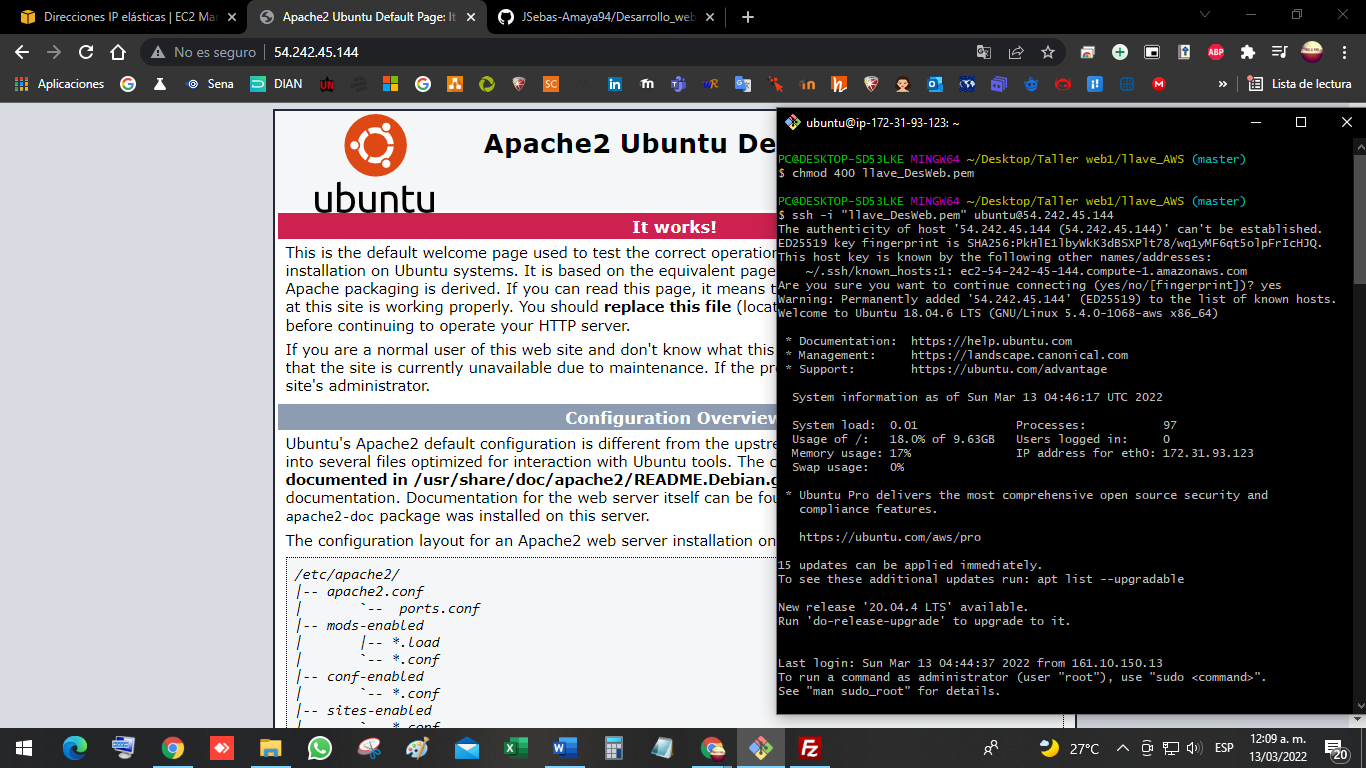 Direcciones IP elásticas | EC2 Mar
Apache2 Ubuntu Default Page: It
JSebas-Amaya94/Desarrollo_web
No es seguro
54.242.45.144
ABP
Aplicaciones
Sena
DIAN
UN
SC
in
m
Lista de lectura
ubuntu
Apache2 Ubuntu De
It works!
This is the default welcome page used to test the correct operation
installation on Ubuntu systems. It is based on the equivalent page
Apache packaging is derived. If you can read this page, it means t
at this site is working properly. You should replace this file (locat
before continuing to operate your HTTP server.
If you are a normal user of this web site and don't know what this
that the site is currently unavailable due to maintenance. If the pro
site's administrator.
Configuration Overview
Ubuntu's Apache2 default configuration is different from the upstre
into several files optimized for interaction with Ubuntu tools. The c
documented in /usr/share/doc/apache2/README.Debian.g
documentation. Documentation for the web server itself can be fou
apache2-doc package was installed on this server.
The configuration layout for an Apache2 web server installation on
/etc/apache2/
|-- apache2.conf
|       `--  ports.conf
|-- mods-enabled
|       |-- *.load
|       `-- *.conf
|-- conf-enabled
|       `-- *.conf
|-- sites-enabled
|       `-- *.conf
ubuntu@ip-172-31-93-123: ~
PC@DESKTOP-SD53LKE MINGW64 ~/Desktop/Taller web1/llave_AWS (master)
$ chmod 400 llave_DesWeb.pem
PC@DESKTOP-SD53LKE MINGW64 ~/Desktop/Taller web1/llave_AWS (master)
$ ssh -i "llave_DesWeb.pem" ubuntu@54.242.45.144
The authenticity of host '54.242.45.144 (54.242.45.144)' can't be established.
ED25519 key fingerprint is SHA256:PkHlE1lbyWkK3dBSXPlt78/wq1yMF6qt5olpFrIcHJQ.
This host key is known by the following other names/addresses:
    ~/.ssh/known_hosts:1: ec2-54-242-45-144.compute-1.amazonaws.com
Are you sure you want to continue connecting (yes/no/[fingerprint])? yes
Warning: Permanently added '54.242.45.144' (ED25519) to the list of known hosts.
Welcome to Ubuntu 18.04.6 LTS (GNU/Linux 5.4.0-1068-aws x86_64)
 * Documentation:  https://help.ubuntu.com
 * Management:     https://landscape.canonical.com
 * Support:        https://ubuntu.com/advantage
  System information as of Sun Mar 13 04:46:17 UTC 2022
  System load:  0.01              Processes:           97
  Usage of /:   18.0% of 9.63GB   Users logged in:     0
  Memory usage: 17%               IP address for eth0: 172.31.93.123
  Swap usage:   0%
 * Ubuntu Pro delivers the most comprehensive open source security and
   compliance features.
   https://ubuntu.com/aws/pro
15 updates can be applied immediately.
To see these additional updates run: apt list --upgradable
New release '20.04.4 LTS' available.
Run 'do-release-upgrade' to upgrade to it.
Last login: Sun Mar 13 04:44:37 2022 from 161.10.150.13
To run a command as administrator (user "root"), use "sudo <command>".
See "man sudo_root" for details.
27°C
ESP
12:09 a. m.
13/03/2022
20